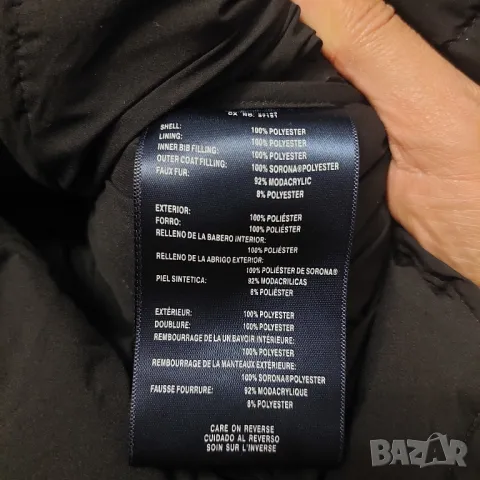 SHELL:
100% POLYESTER
LINING:
100% POLYESTER
INNER BIB FILLING:
100% POLYESTER
OUTER COAT FILLING:
100% SORONA®POLYESTER
FAUX FUR:
92% MODACRYLIC
8% POLYESTER
EXTERIOR:
100% POLIÉSTER
FORRO:
100% POLIÉSTER
RELLENO DE LA BABERO INTERIOR:
100% POLIÉSTER
RELLENO DE LA ABRIGO EXTERIOR:
100% POLIÉSTER DE SORONA®
PIEL SINTETICA:
92% MODACRILICAS
8% POLIÉSTER
EXTÉRIEUR:
100% POLYESTER
DOUBLURE:
100% POLYESTER
REMBOURRAGE DE LA UN BAVOIR INTÉRIEURE:
100% POLYESTER
REMBOURRAGE DE LA MANTEAUX EXTÉRIEURE:
100% SORONA®POLYESTER
FAUSSE FOURRURE:
92% MODACRYLIQUE
8% POLYESTER
CARE ON REVERSE
CUIDADO AL REVERSO
SOIN SUR L'INVERSE
BAZAR